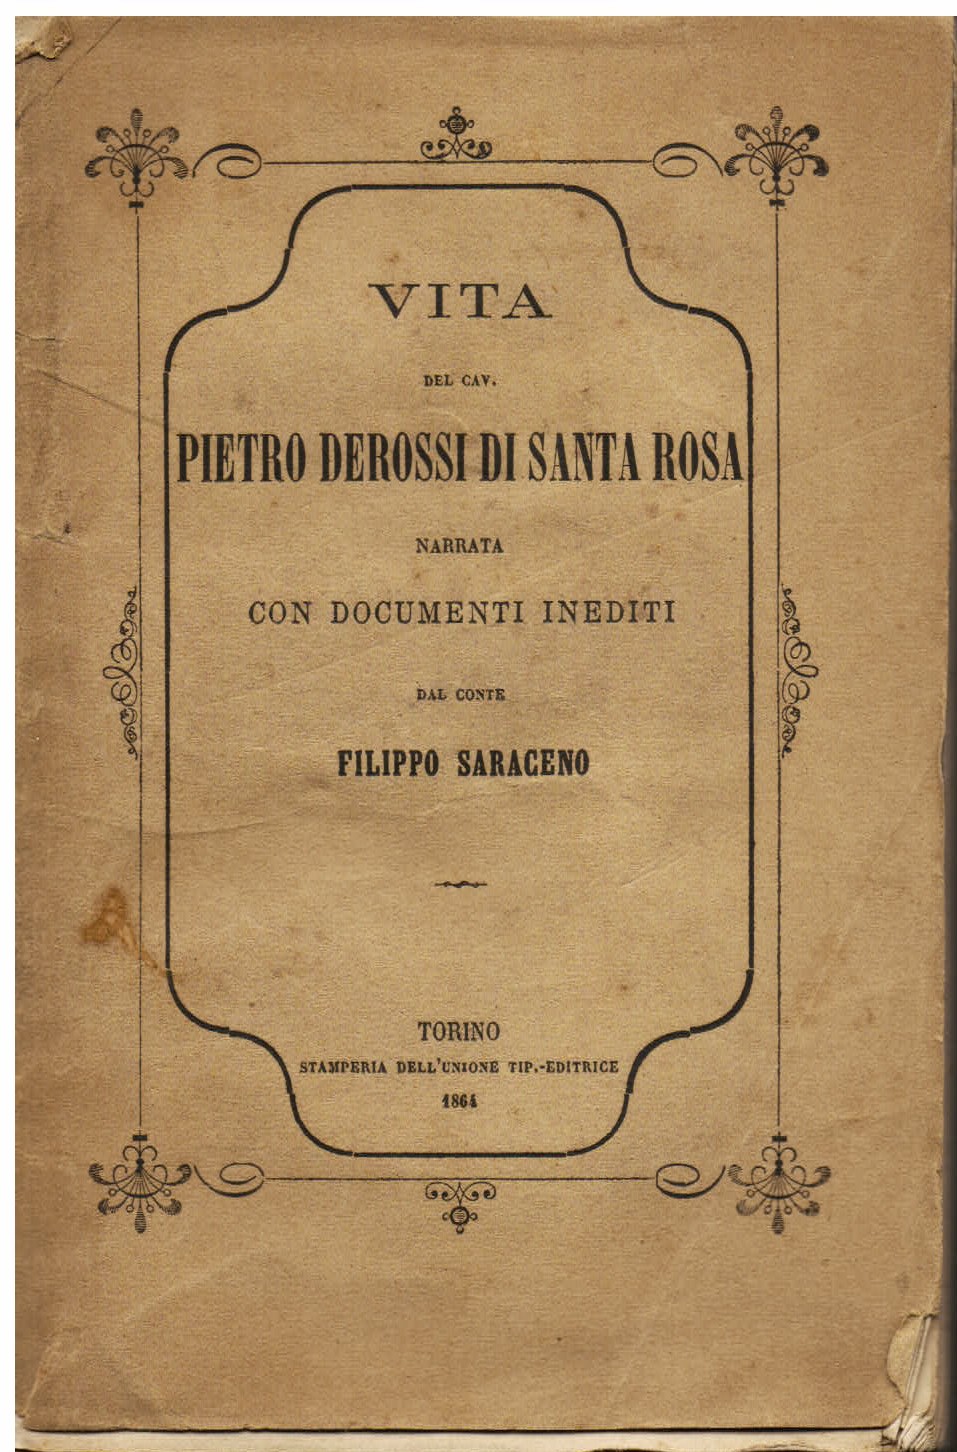 VITA
DEL CAV.
PIETRO DEROSSI DI SANTA ROSA
NARRATA
CON DOCUMENTI INEDITI
DAL CONTE
FILIPPO SARACENO
TORINO
STAMPERIA DELL'UNIONE TIP.-EDITRICE
1864